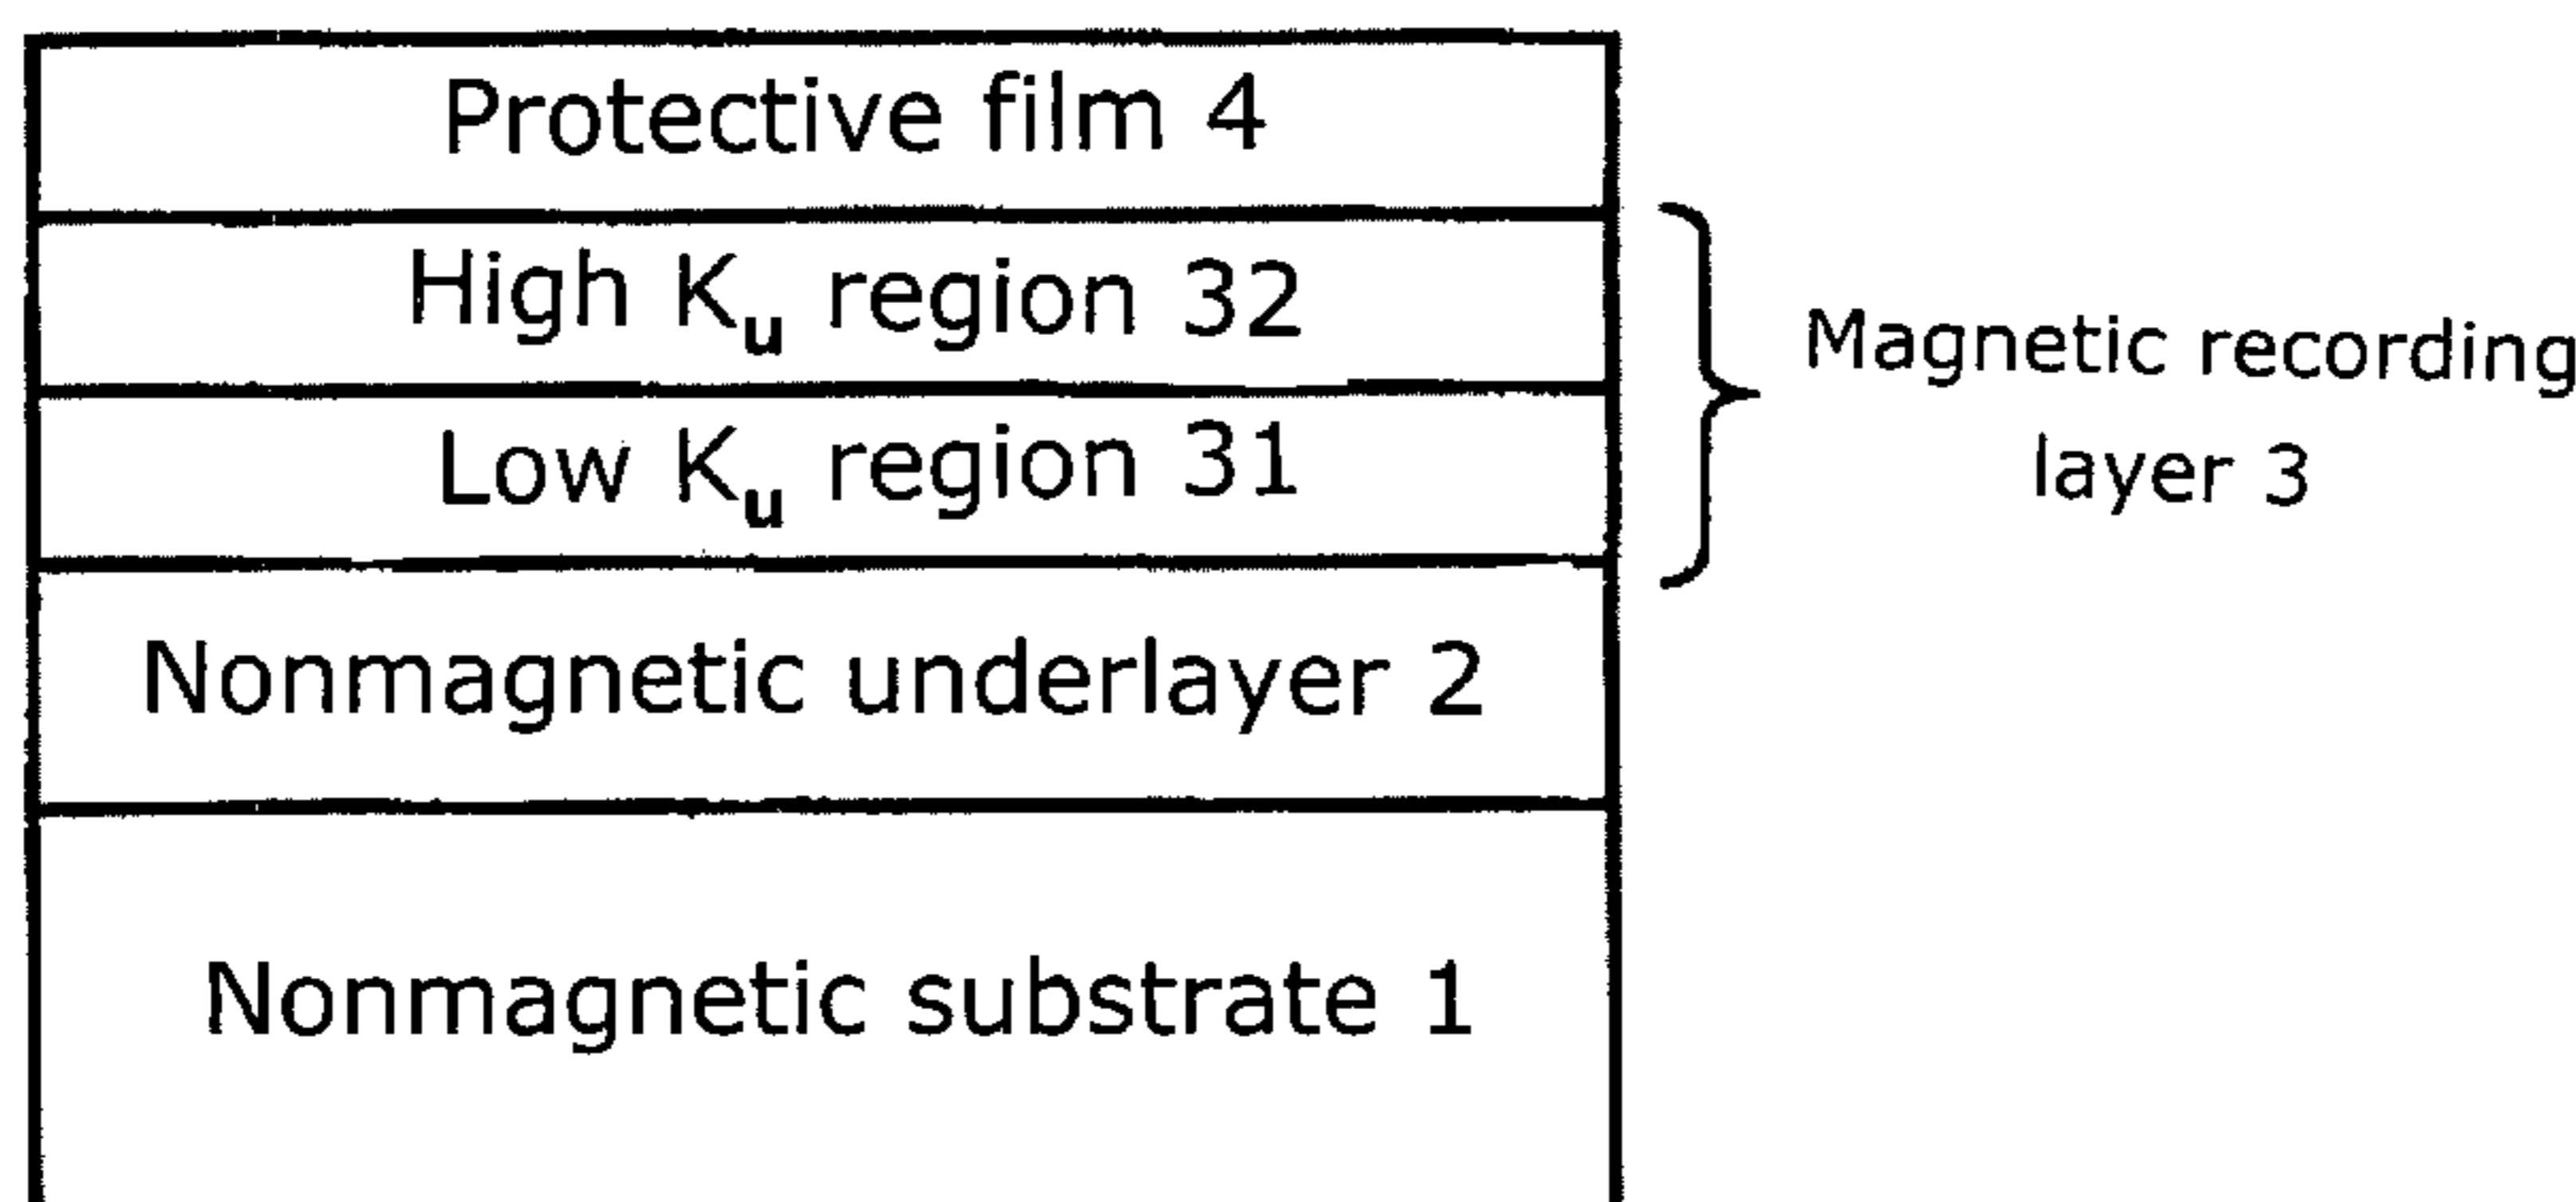 Protective film 4
High Ku region 32
Low Ku region 31
Magnetic recording
layer 3
Nonmagnetic underlayer 2
Nonmagnetic substrate 1